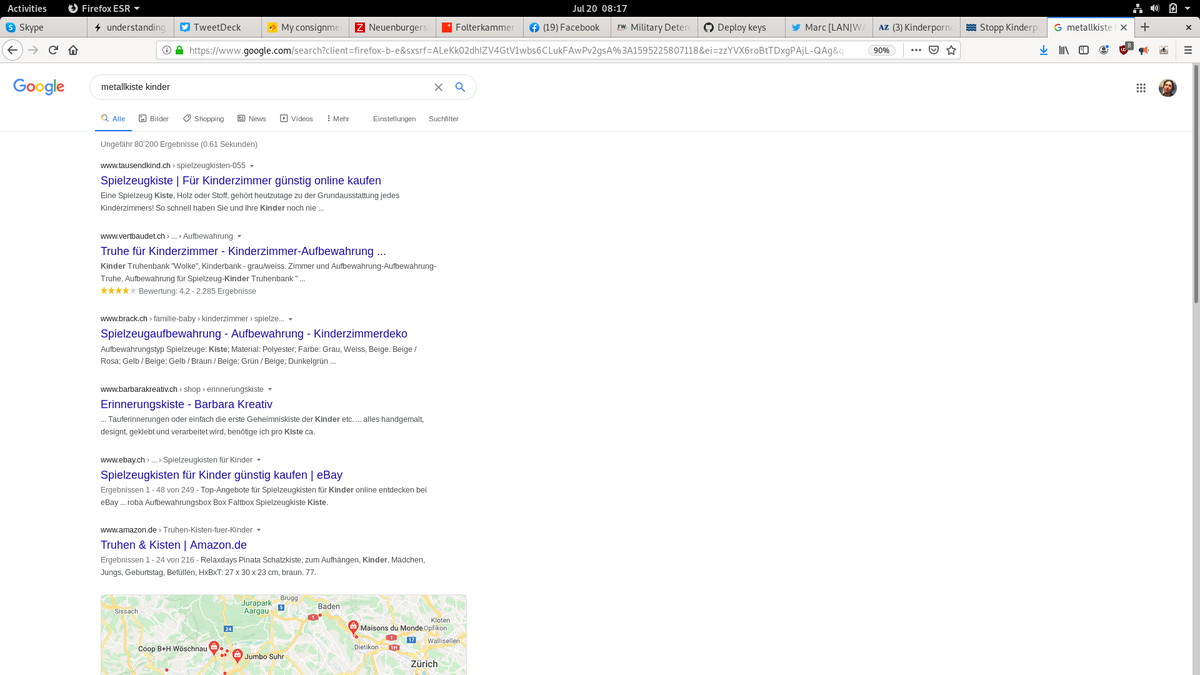 Activities Firefox ESR Jul 20 08:17
Skype understanding TweetDeck My consignme Neuenburgers Folterkammer (19) Facebook Military Deten Deploy keys Marc [LAN|WA (3) Kinderporno Stopp Kinderp metallkiste
https://www.google.com/search?client=firefox-b-e&sxsrf=ALeKk02dhlZV4GtV1wbs6CLukFAwPv2gsA%3A1595225807118&ei=zzYVX6roBtTDxgPAjL-QAg&q 90%
Google metallkiste kinder
Alle Bilder Shopping News Videos Mehr Einstellungen Suchfilter
Ungefähr 80'200 Ergebnisse (0.61 Sekunden)
www.tausendkind.ch › spielzeugkisten-055
Spielzeugkiste | Für Kinderzimmer günstig online kaufen
Eine Spielzeug Kiste, Holz oder Stoff, gehört heutzutage zu der Grundausstattung jedes
Kinderzimmers! So schnell haben Sie und Ihre Kinder noch nie ...
www.vertbaudet.ch › ... › Aufbewahrung
Truhe für Kinderzimmer - Kinderzimmer-Aufbewahrung ...
Kinder Truhenbank "Wolke", Kinderbank - grau/weiss. Zimmer und Aufbewahrung-Aufbewahrung-
Truhe, Aufbewahrung für Spielzeug-Kinder Truhenbank " ...
Bewertung: 4.2 - 2.285 Ergebnisse
www.brack.ch › familie-baby › kinderzimmer › spielze...
Spielzeugaufbewahrung - Aufbewahrung - Kinderzimmerdeko
Aufbewahrungstyp Spielzeuge: Kiste; Material: Polyester; Farbe: Grau, Weiss, Beige. Beige /
Rosa; Gelb / Beige; Gelb / Braun / Beige; Grün / Beige; Dunkelgrün ...
www.barbarakreativ.ch › shop › erinnerungskiste
Erinnerungskiste - Barbara Kreativ
... Tauferinnerungen oder einfach die erste Geheimniskiste der Kinder etc. ... alles handgemalt,
designt, geklebt und verarbeitet wird, benötige ich pro Kiste ca.
www.ebay.ch › ... › Spielzeugkisten für Kinder
Spielzeugkisten für Kinder günstig kaufen | eBay
Ergebnissen 1 - 48 von 249 - Top-Angebote für Spielzeugkisten für Kinder online entdecken bei
eBay ... roba Aufbewahrungsbox Box Faltbox Spielzeugkiste Kiste.
www.amazon.de › Truhen-Kisten-fuer-Kinder
Truhen & Kisten | Amazon.de
Ergebnissen 1 - 24 von 216 - Relaxdays Pinata Schatzkiste, zum Aufhängen, Kinder, Mädchen,
Jungs, Geburtstag, Befüllen, HxBxT: 27 x 30 x 23 cm, braun. 77.
Sissach
Jurapark
Aargau
Brugg
5
Baden
1
24
Maisons du Monde
Kloten
Opfikon
Wallisellen
1
17
1H
Dietikon
Coop B+H Wöschnau
Jumbo Suhr
Zürich